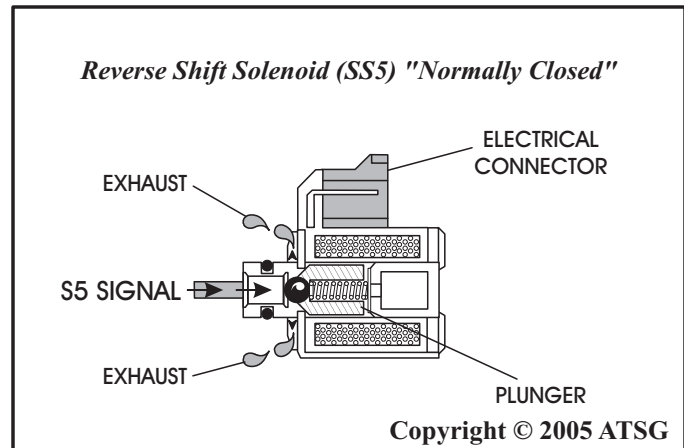 Reverse Shift Solenoid (SS5) "Normally Closed"
ELECTRICAL
CONNECTOR
EXHAUST
S5 SIGNAL
EXHAUST
PLUNGER
Copyright © 2005 ATSG